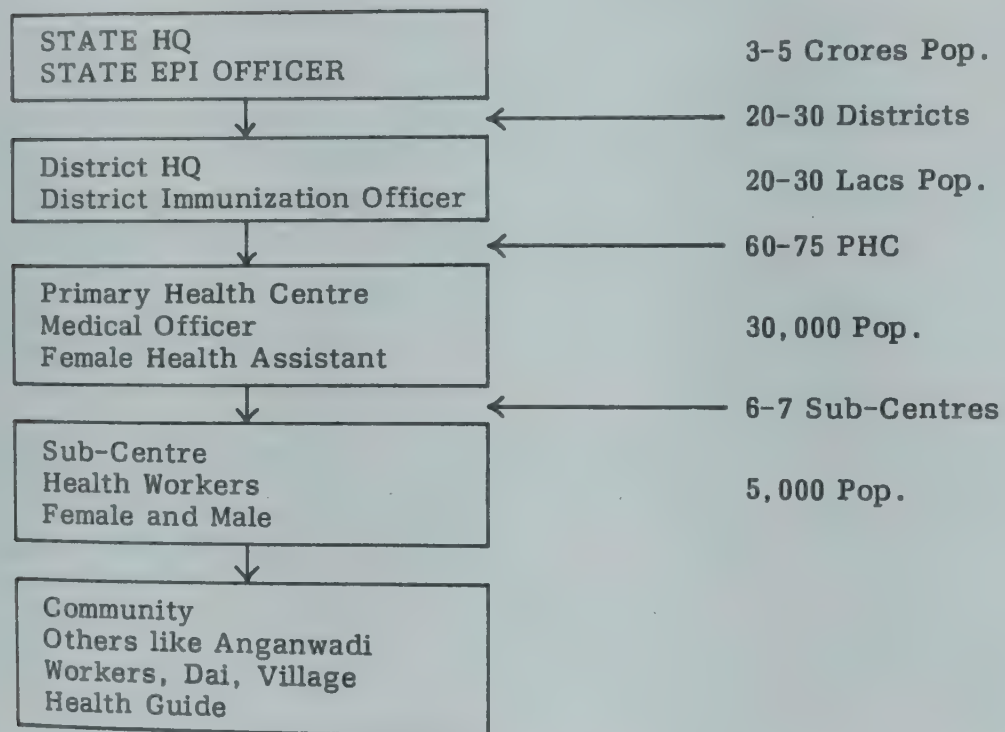 STATE HQ
STATE EPI OFFICER
3-5 Crores Pop.
20-30 Districts
District HQ
District Immunization Officer
20-30 Lacs Pop.
60-75 PHC
Primary Health Centre
Medical Officer
Female Health Assistant
30,000 Pop.
6-7 Sub-Centres
Sub-Centre
Health Workers
Female and Male
5,000 Pop.
Community
Others like Anganwadi
Workers, Dai, Village
Health Guide